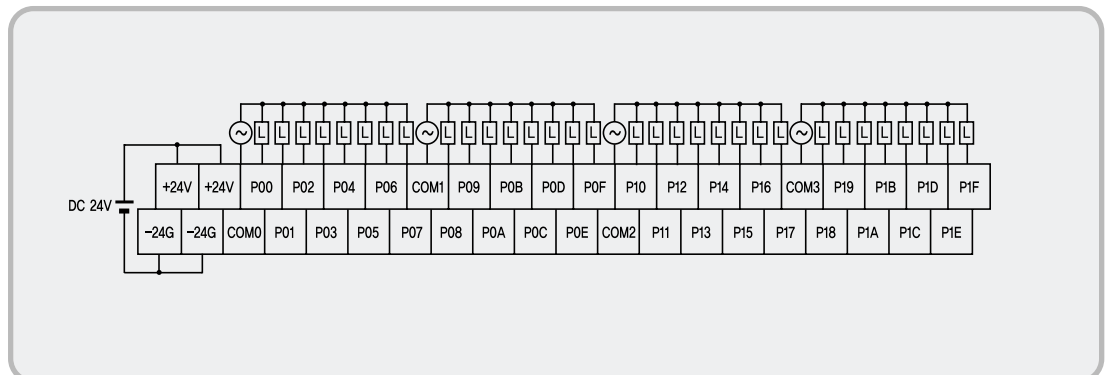 L L L L L L L L L L L L L L L L L L L L L L L L L L L L L L L L
+24V +24V P00 P02 P04 P06 COM1 P09 P0B P0D P0F P10 P12 P14 P16 COM3 P19 P1B P1D P1F
DC 24V
−24G −24G COM0 P01 P03 P05 P07 P08 P0A P0C P0E COM2 P11 P13 P15 P17 P18 P1A P1C P1E